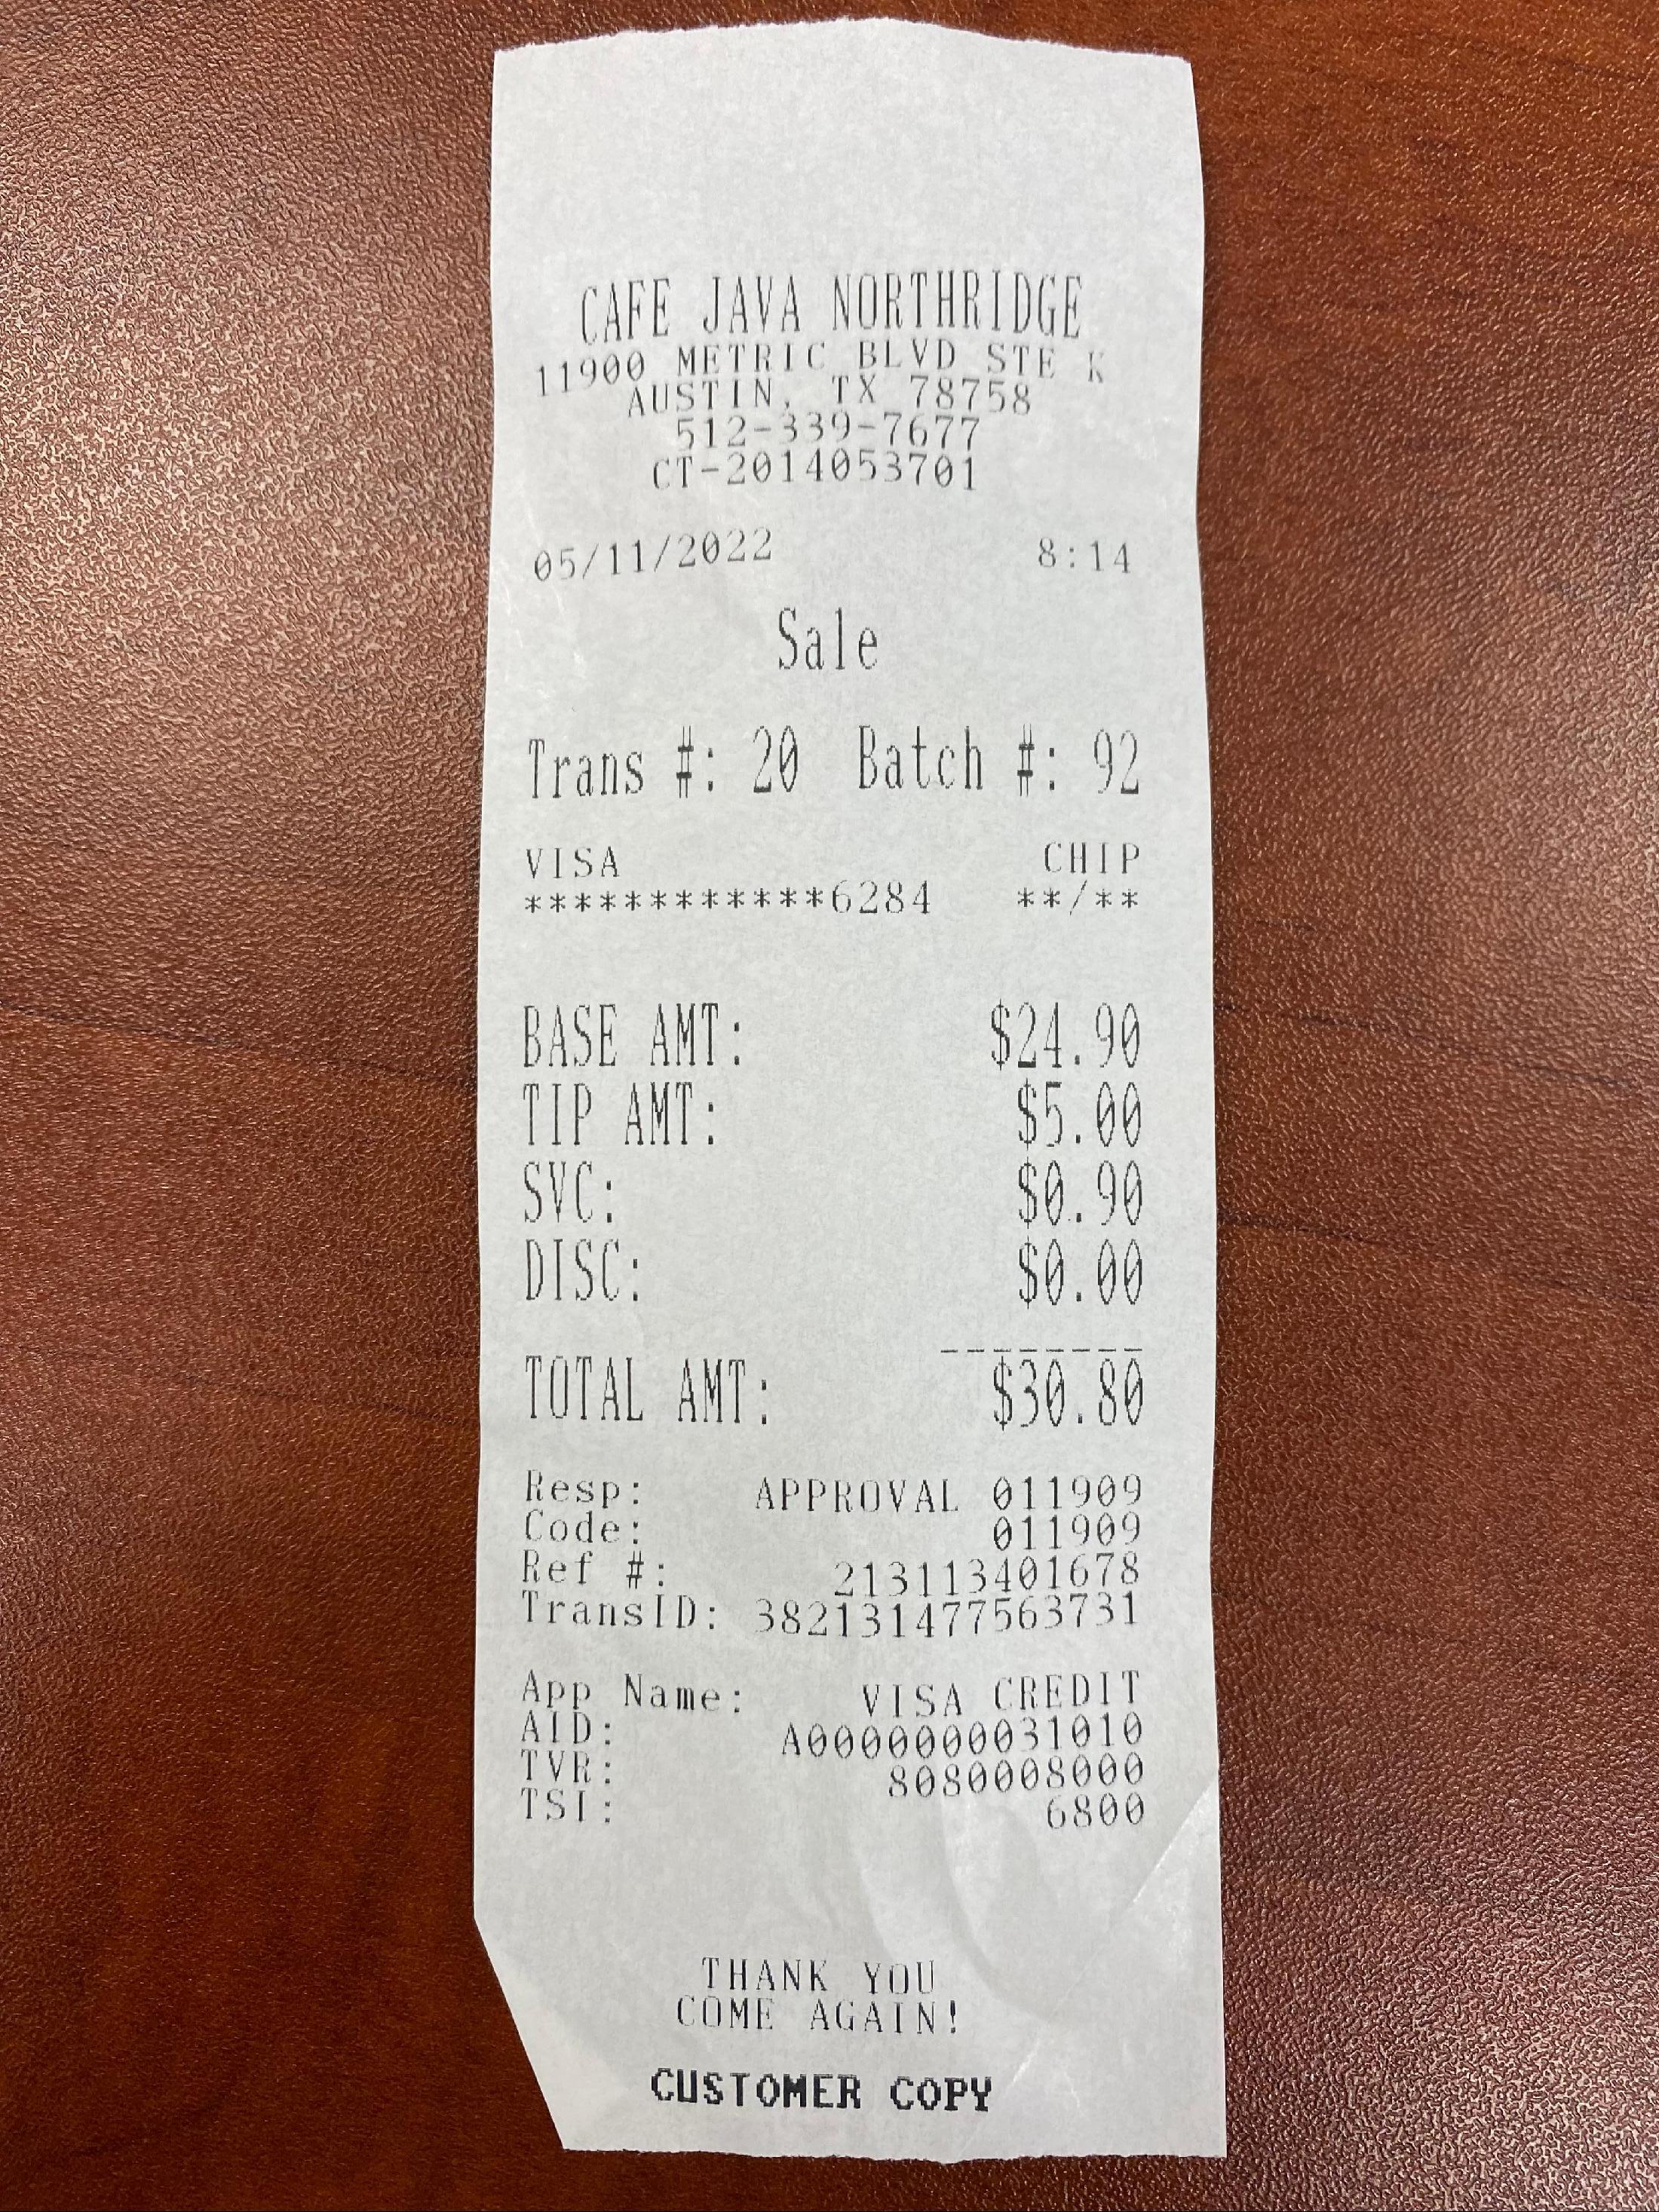 CAFE JAVA NORTHRIDGE
11900 METRIC BLVD STE K
AUSTIN, TX 78758
512-339-7677
CT-2014053701
05/11/2022 8:14
Sale
Trans #: 20 Batch #: 92
VISA CHIP
************6284 **/**
BASE AMT: $24.90
TIP AMT: $5.00
SVC: $0.90
DISC: $0.00
--------
TOTAL AMT: $30.80
Resp: APPROVAL 011909
Code: 011909
Ref #: 213113401678
TransID: 382131477563731
App Name: VISA CREDIT
AID: A0000000031010
TVR: 8080008000
TSI: 6800
THANK YOU
COME AGAIN!
CUSTOMER COPY